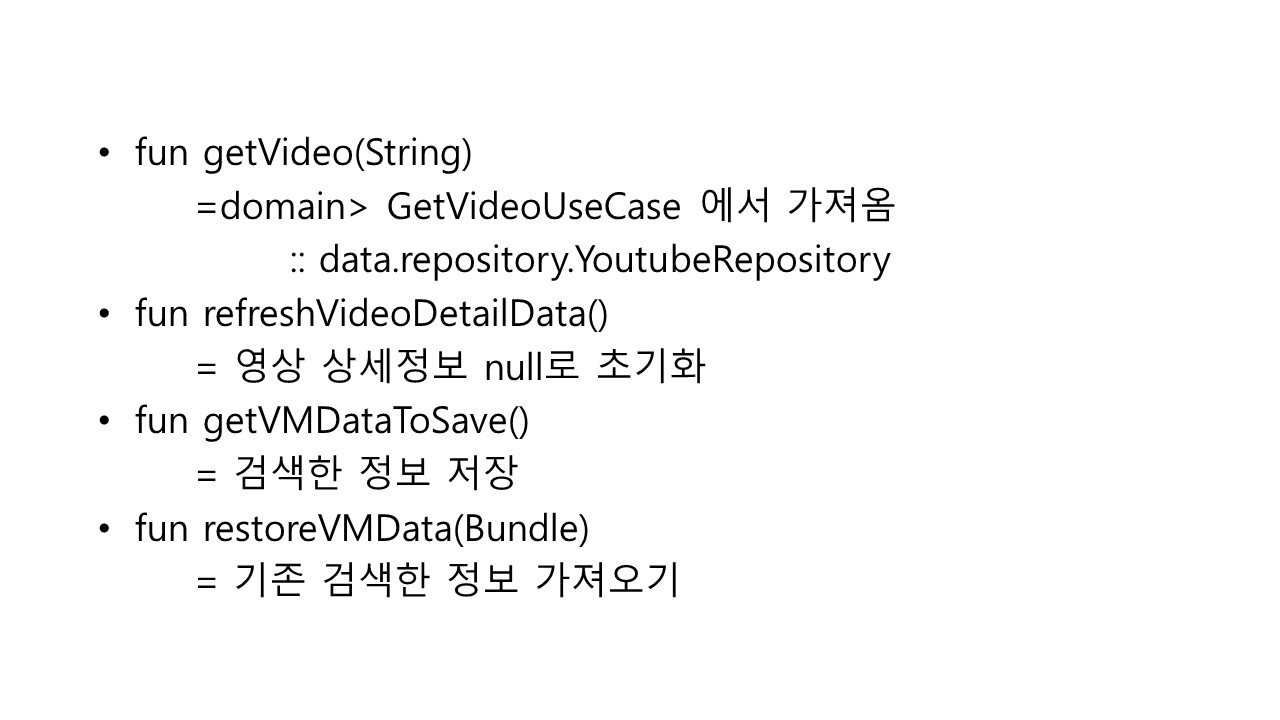 • fun getVideo(String)
=domain> GetVideoUseCase 에서 가져옴
:: data.repository.YoutubeRepository
• fun refreshVideoDetailData()
= 영상 상세정보 null로 초기화
• fun getVMDataToSave()
= 검색한 정보 저장
• fun restoreVMData(Bundle)
= 기존 검색한 정보 가져오기